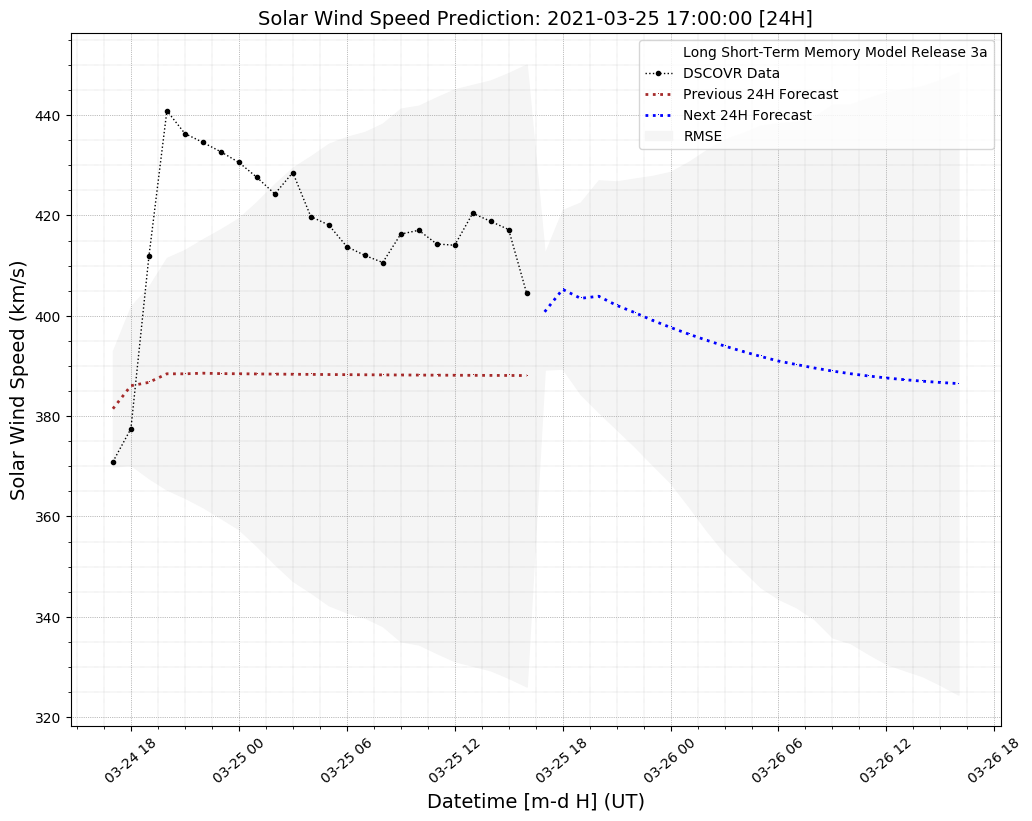 Solar Wind Speed Prediction: 2021-03-25 17:00:00 [24H]
Long Short-Term Memory Model Release 3a
DSCOVR Data
Previous 24H Forecast
Next 24H Forecast
RMSE
Solar Wind Speed (km/s)
440
420
400
380
360
340
320
03-24 18
03-25 00
03-25 06
03-25 12
03-25 18
03-26 00
03-26 06
03-26 12
03-26 18
Datetime [m-d H] (UT)